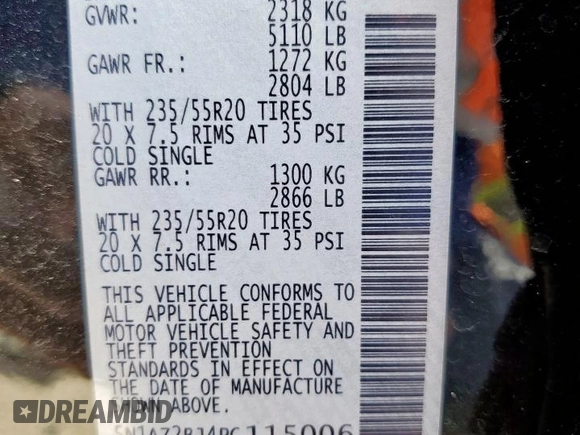 GVWR: 2318 KG
5110 LB
GAWR FR.: 1272 KG
2804 LB
WITH 235/55R20 TIRES
20 X 7.5 RIMS AT 35 PSI
COLD SINGLE
GAWR RR.: 1300 KG
2866 LB
WITH 235/55R20 TIRES
20 X 7.5 RIMS AT 35 PSI
COLD SINGLE
THIS VEHICLE CONFORMS TO
ALL APPLICABLE FEDERAL
MOTOR VEHICLE SAFETY AND
THEFT PREVENTION
STANDARDS IN EFFECT ON
THE DATE OF MANUFACTURE
SHOWN ABOVE.
115006
DREAMBID